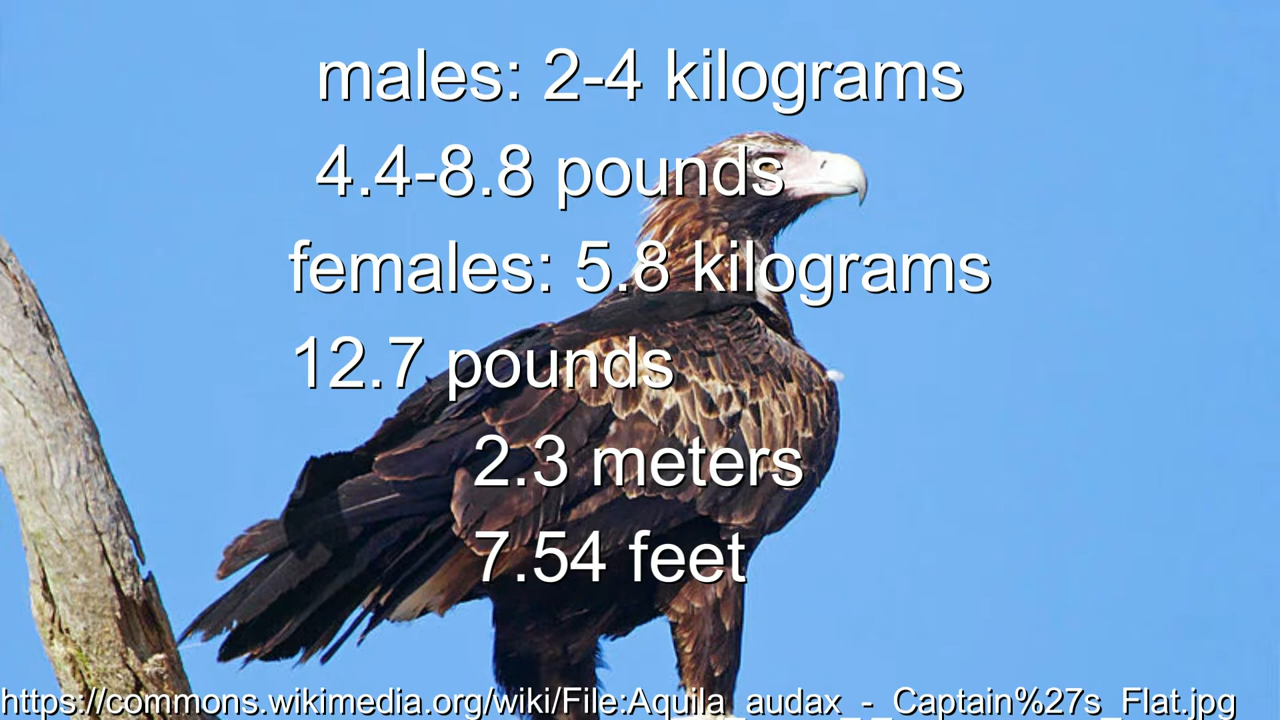 males: 2-4 kilograms
4.4-8.8 pounds
females: 5.8 kilograms
12.7 pounds
2.3 meters
7.54 feet
https://commons.wikimedia.org/wiki/File:Aquila_audax_-_Captain%27s_Flat.jpg